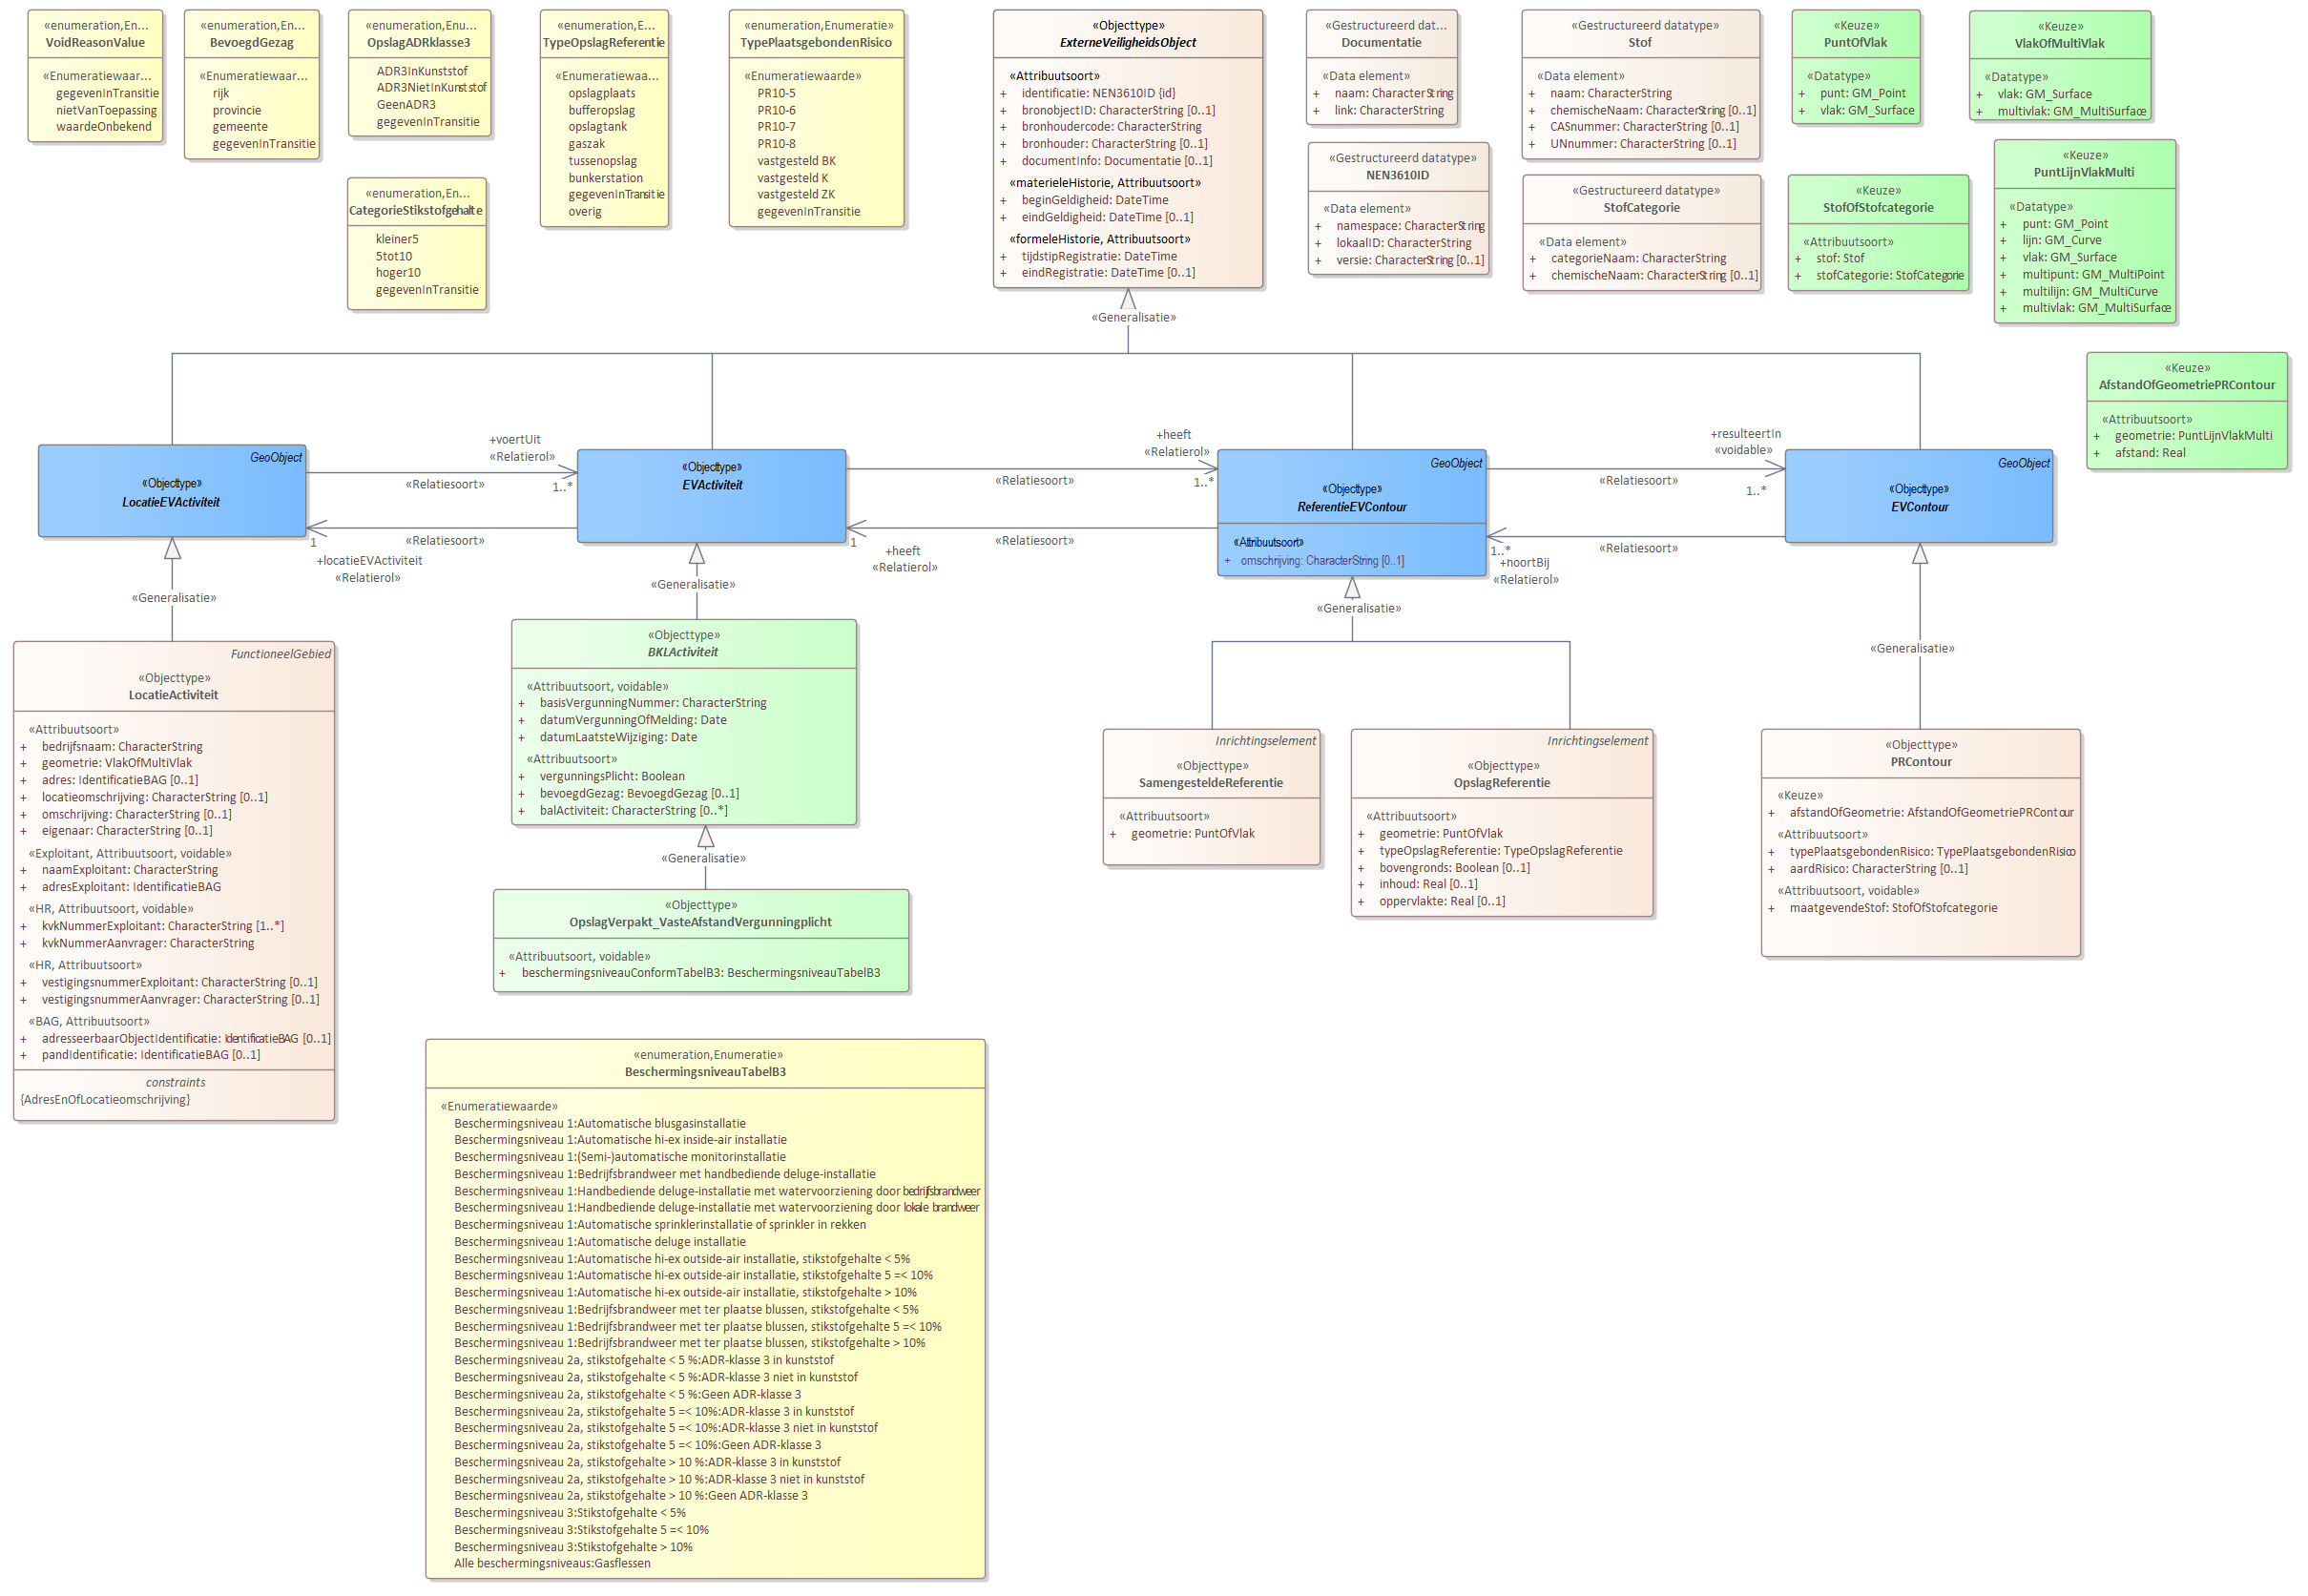 «enumeration,En...
VoidReasonValue
«Enumeratiewaar...
gegevenInTransitie
nietVanToepassing
waardeOnbekend
«enumeration,En...
BevoegdGezag
«Enumeratiewaar...
rijk
provincie
gemeente
gegevenInTransitie
«enumeration,Enu...
OpslagADRklasse3
ADR3InKunststof
ADR3NietInKunststof
GeenADR3
gegevenInTransitie
«enumeration,En...
CategorieStikstofgehalte
kleiner5
5tot10
hoger10
gegevenInTransitie
«enumeration,E...
TypeOpslagReferentie
«Enumeratiewaa...
opslagplaats
bufferopslag
opslagtank
gaszak
tussenopslag
bunkerstation
gegevenInTransitie
overig
«enumeration,Enumeratie»
TypePlaatsgebondenRisico
«Enumeratiewaarde»
PR10-5
PR10-6
PR10-7
PR10-8
vastgesteld BK
vastgesteld K
vastgesteld ZK
gegevenInTransitie
«Objecttype»
ExterneVeiligheidsObject
«Attribuutsoort»
+ identificatie: NEN3610ID {id}
+ bronobjectID: CharacterString [0..1]
+ bronhoudercode: CharacterString
+ bronhouder: CharacterString [0..1]
+ documentInfo: Documentatie [0..1]
«materieleHistorie, Attribuutsoort»
+ beginGeldigheid: DateTime
+ eindGeldigheid: DateTime [0..1]
«formeleHistorie, Attribuutsoort»
+ tijdstipRegistratie: DateTime
+ eindRegistratie: DateTime [0..1]
«Gestructureerd dat...
Documentatie
«Data element»
+ naam: CharacterString
+ link: CharacterString
«Gestructureerd datatype»
NEN3610ID
«Data element»
+ namespace: CharacterString
+ lokaalID: CharacterString
+ versie: CharacterString [0..1]
«Gestructureerd datatype»
Stof
«Data element»
+ naam: CharacterString
+ chemischeNaam: CharacterString [0..1]
+ CASnummer: CharacterString [0..1]
+ UNnummer: CharacterString [0..1]
«Gestructureerd datatype»
StofCategorie
«Data element»
+ categorieNaam: CharacterString
+ chemischeNaam: CharacterString [0..1]
«Keuze»
PuntOfVlak
«Datatype»
+ punt: GM_Point
+ vlak: GM_Surface
«Keuze»
StofOfStofcategorie
«Attribuutsoort»
+ stof: Stof
+ stofCategorie: StofCategorie
«Keuze»
VlakOfMultiVlak
«Datatype»
+ vlak: GM_Surface
+ multivlak: GM_MultiSurface
«Keuze»
PuntLijnVlakMulti
«Datatype»
+ punt: GM_Point
+ lijn: GM_Curve
+ vlak: GM_Surface
+ multipunt: GM_MultiPoint
+ multilijn: GM_MultiCurve
+ multivlak: GM_MultiSurface
«Keuze»
AfstandOfGeometriePRContour
«Attribuutsoort»
+ geometrie: PuntLijnVlakMulti
+ afstand: Real
«Generalisatie»
GeoObject
«Objecttype»
LocatieEVActiviteit
+voertUit
«Relatierol»
«Relatiesoort»
1..*
«Relatiesoort»
1
+locatieEVActiviteit
«Relatierol»
«Objecttype»
EVActiviteit
+heeft
«Relatierol»
«Relatiesoort»
1..*
«Relatiesoort»
1
+heeft
«Relatierol»
GeoObject
«Objecttype»
ReferentieEVContour
«Attribuutsoort»
+ omschrijving: CharacterString [0..1]
+resulteertIn
«voidable»
«Relatiesoort»
1..*
«Relatiesoort»
1..*
+hoortBij
«Relatierol»
GeoObject
«Objecttype»
EVContour
«Generalisatie»
«Generalisatie»
«Generalisatie»
«Generalisatie»
FunctioneelGebied
«Objecttype»
LocatieActiviteit
«Attribuutsoort»
+ bedrijfsnaam: CharacterString
+ geometrie: VlakOfMultiVlak
+ adres: IdentificatieBAG [0..1]
+ locatieomschrijving: CharacterString [0..1]
+ omschrijving: CharacterString [0..1]
+ eigenaar: CharacterString [0..1]
«Exploitant, Attribuutsoort, voidable»
+ naamExploitant: CharacterString
+ adresExploitant: IdentificatieBAG
«HR, Attribuutsoort, voidable»
+ kvkNummerExploitant: CharacterString [1..*]
+ kvkNummerAanvrager: CharacterString
«HR, Attribuutsoort»
+ vestigingsnummerExploitant: CharacterString [0..1]
+ vestigingsnummerAanvrager: CharacterString [0..1]
«BAG, Attribuutsoort»
+ adresseerbaarObjectIdentificatie: IdentificatieBAG [0..1]
+ pandIdentificatie: IdentificatieBAG [0..1]
constraints
{AdresEnOfLocatieomschrijving}
«Objecttype»
BKLActiviteit
«Attribuutsoort, voidable»
+ basisVergunningNummer: CharacterString
+ datumVergunningOfMelding: Date
+ datumLaatsteWijziging: Date
«Attribuutsoort»
+ vergunningsPlicht: Boolean
+ bevoegdGezag: BevoegdGezag [0..1]
+ balActiviteit: CharacterString [0..*]
«Generalisatie»
«Objecttype»
OpslagVerpakt_VasteAfstandVergunningplicht
«Attribuutsoort, voidable»
+ beschermingsniveauConformTabelB3: BeschermingsniveauTabelB3
Inrichtingselement
«Objecttype»
SamengesteldeReferentie
«Attribuutsoort»
+ geometrie: PuntOfVlak
Inrichtingselement
«Objecttype»
OpslagReferentie
«Attribuutsoort»
+ geometrie: PuntOfVlak
+ typeOpslagReferentie: TypeOpslagReferentie
+ bovengronds: Boolean [0..1]
+ inhoud: Real [0..1]
+ oppervlakte: Real [0..1]
«Objecttype»
PRContour
«Keuze»
+ afstandOfGeometrie: AfstandOfGeometriePRContour
«Attribuutsoort»
+ typePlaatsgebondenRisico: TypePlaatsgebondenRisico
+ aardRisico: CharacterString [0..1]
«Attribuutsoort, voidable»
+ maatgevendeStof: StofOfStofcategorie
«enumeration,Enumeratie»
BeschermingsniveauTabelB3
«Enumeratiewaarde»
Beschermingsniveau 1:Automatische blusgasinstallatie
Beschermingsniveau 1:Automatische hi-ex inside-air installatie
Beschermingsniveau 1:(Semi-)automatische monitorinstallatie
Beschermingsniveau 1:Bedrijfsbrandweer met handbediende deluge-installatie
Beschermingsniveau 1:Handbediende deluge-installatie met watervoorziening door bedrijfsbrandweer
Beschermingsniveau 1:Handbediende deluge-installatie met watervoorziening door lokale brandweer
Beschermingsniveau 1:Automatische sprinklerinstallatie of sprinkler in rekken
Beschermingsniveau 1:Automatische deluge installatie
Beschermingsniveau 1:Automatische hi-ex outside-air installatie, stikstofgehalte < 5%
Beschermingsniveau 1:Automatische hi-ex outside-air installatie, stikstofgehalte 5 =< 10%
Beschermingsniveau 1:Automatische hi-ex outside-air installatie, stikstofgehalte > 10%
Beschermingsniveau 1:Bedrijfsbrandweer met ter plaatse blussen, stikstofgehalte < 5%
Beschermingsniveau 1:Bedrijfsbrandweer met ter plaatse blussen, stikstofgehalte 5 =< 10%
Beschermingsniveau 1:Bedrijfsbrandweer met ter plaatse blussen, stikstofgehalte > 10%
Beschermingsniveau 2a, stikstofgehalte < 5 %:ADR-klasse 3 in kunststof
Beschermingsniveau 2a, stikstofgehalte < 5 %:ADR-klasse 3 niet in kunststof
Beschermingsniveau 2a, stikstofgehalte < 5 %:Geen ADR-klasse 3
Beschermingsniveau 2a, stikstofgehalte 5 =< 10%:ADR-klasse 3 in kunststof
Beschermingsniveau 2a, stikstofgehalte 5 =< 10%:ADR-klasse 3 niet in kunststof
Beschermingsniveau 2a, stikstofgehalte 5 =< 10%:Geen ADR-klasse 3
Beschermingsniveau 2a, stikstofgehalte > 10 %:ADR-klasse 3 in kunststof
Beschermingsniveau 2a, stikstofgehalte > 10 %:ADR-klasse 3 niet in kunststof
Beschermingsniveau 2a, stikstofgehalte > 10 %:Geen ADR-klasse 3
Beschermingsniveau 3:Stikstofgehalte < 5%
Beschermingsniveau 3:Stikstofgehalte 5 =< 10%
Beschermingsniveau 3:Stikstofgehalte > 10%
Alle beschermingsniveaus:Gasflessen